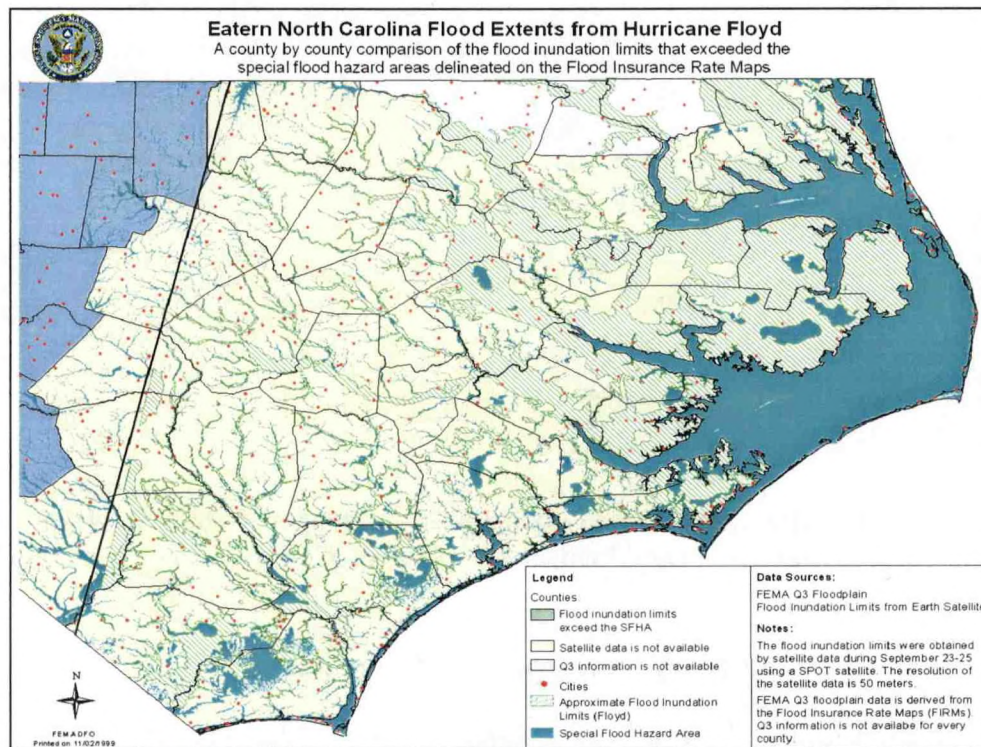 Eatern North Carolina Flood Extents from Hurricane Floyd
A county by county comparison of the flood inundation limits that exceeded the
special flood hazard areas delineated on the Flood Insurance Rate Maps
Legend
Counties
Flood inundation limits
exceed the SFHA
Satellite data is not available
Q3 information is not available
Cities
Approximate Flood Inundation
Limits (Floyd)
Special Flood Hazard Area
Data Sources:
FEMA Q3 Floodplain
Flood Inundation Limits from Earth Satellite
Notes:
The flood inundation limits were obtained
by satellite data during September 23-25
using a SPOT satellite. The resolution of
the satellite data is 50 meters.
FEMA Q3 floodplain data is derived from
the Flood Insurance Rate Maps (FIRMs)
Q3 information is not availabe for every
county.
N
FEMA DFO
Printed on 11/02/1999